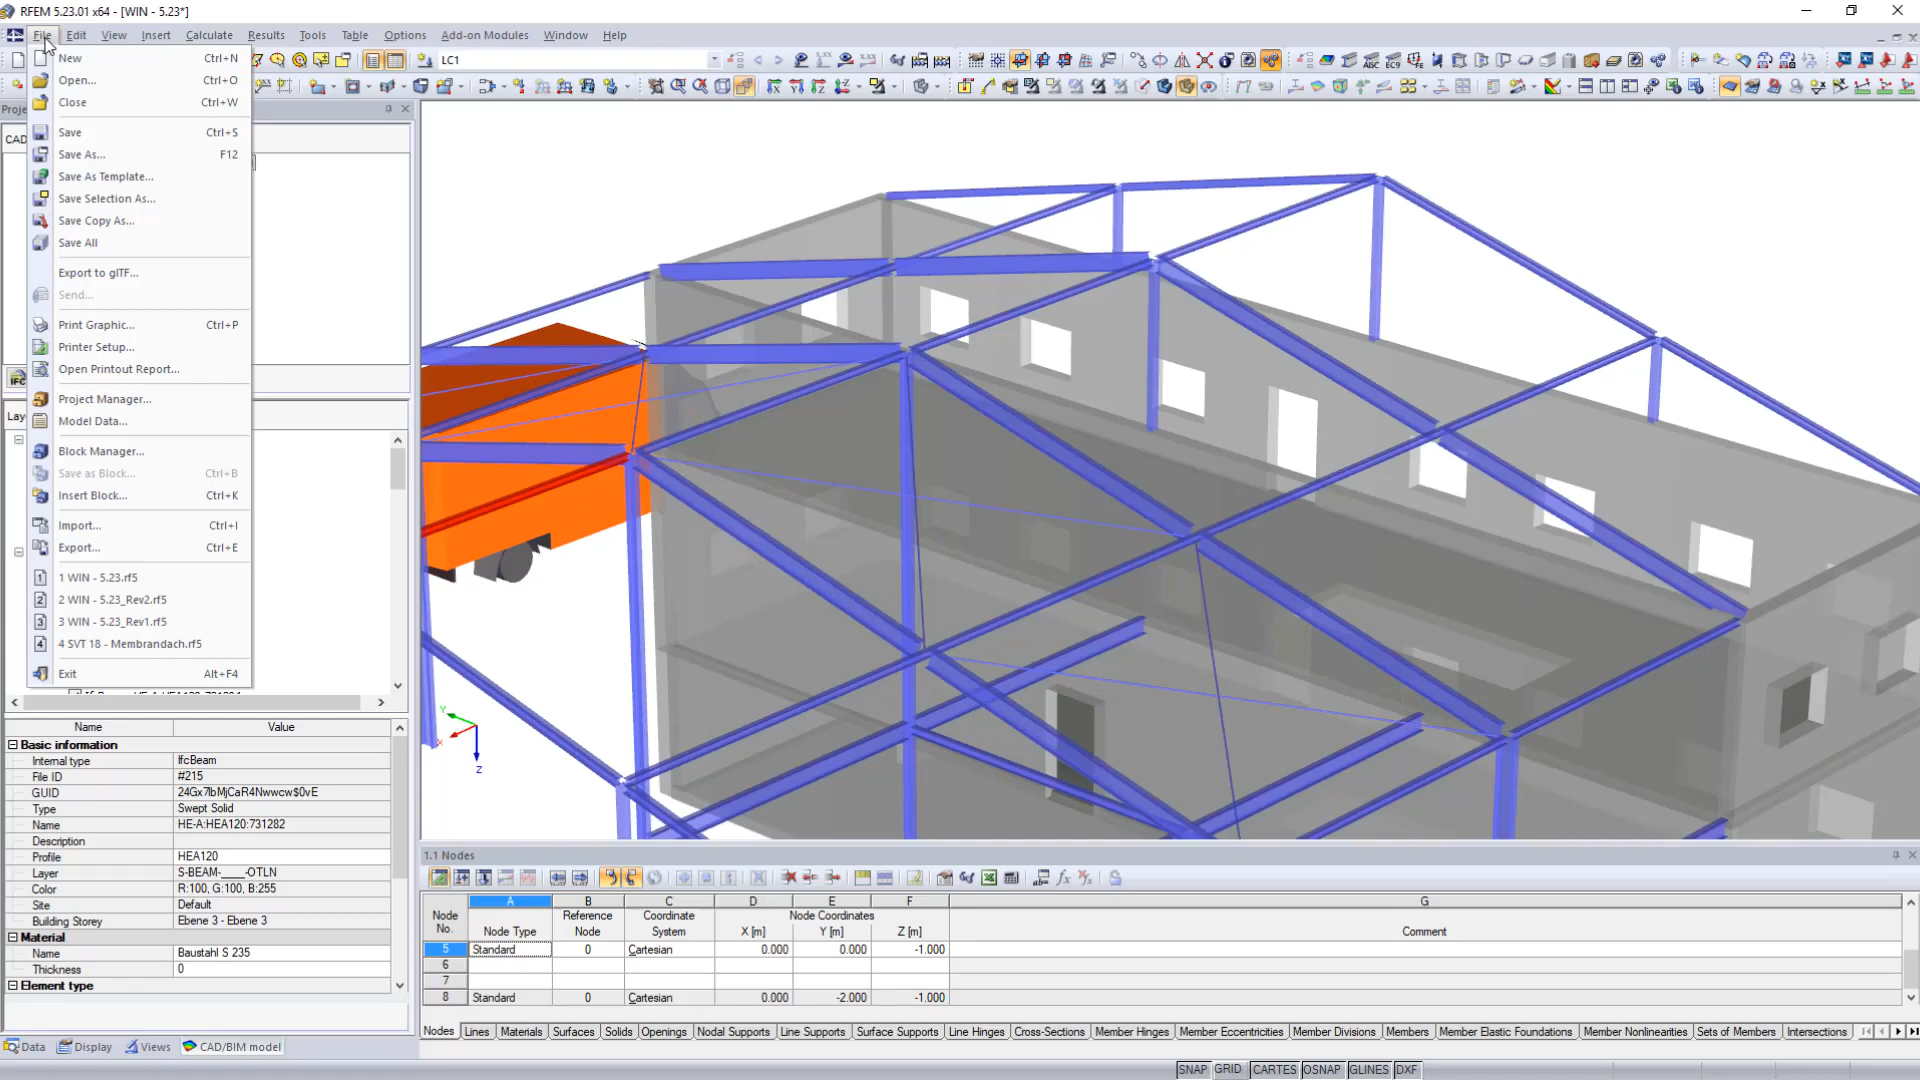 RFEM 5.23.01 x64 - [WIN - 5.23*]
File Edit View Insert Calculate Results Tools Table Options Add-on Modules Window Help
LC1
New Ctrl+N
Open... Ctrl+O
Close Ctrl+W
Save Ctrl+S
Save As... F12
Save As Template...
Save Selection As...
Save Copy As...
Save All
Export to glTF...
Send...
Print Graphic... Ctrl+P
Printer Setup...
Open Printout Report...
Project Manager...
Model Data...
Block Manager...
Save as Block... Ctrl+B
Insert Block... Ctrl+K
Import... Ctrl+I
Export... Ctrl+E
1 WIN - 5.23.rf5
2 WIN - 5.23_Rev2.rf5
3 WIN - 5.23_Rev1.rf5
4 SVT 18 - Membrandach.rf5
Exit Alt+F4
Proje
CAD
IFC
Laye
Name Value
Basic information
Internal type IfcBeam
File ID #215
GUID 24Gx7lbMjCaR4Nwwcw$0vE
Type Swept Solid
Name HE-A:HEA120:731282
Description
Profile HEA120
Layer S-BEAM-____-OTLN
Color R:100, G:100, B:255
Site Default
Building Storey Ebene 3 - Ebene 3
Material
Name Baustahl S 235
Thickness 0
Element type
Data Display Views CAD/BIM model
Y
X
Z
1.1 Nodes
A B C D E F G
Node Reference Coordinate Node Coordinates
No. Node Type Node System X [m] Y [m] Z [m] Comment
5 Standard 0 Cartesian 0.000 0.000 -1.000
6
7
8 Standard 0 Cartesian 0.000 -2.000 -1.000
Nodes Lines Materials Surfaces Solids Openings Nodal Supports Line Supports Surface Supports Line Hinges Cross-Sections Member Hinges Member Eccentricities Member Divisions Members Member Elastic Foundations Member Nonlinearities Sets of Members Intersections
SNAP GRID CARTES OSNAP GLINES DXF